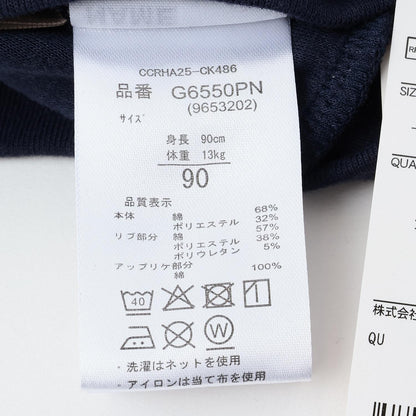 CCRHA25-CK486
品番 G6550PN
(9653202)
サイズ
身長 90cm
体重 13kg
90
品質表示
本体 綿 68%
ポリエステル 32%
リブ部分 ポリエステル 57%
綿 38%
ポリウレタン 5%
アップリケ部分
綿 100%
40
W
・洗濯はネットを使用
・アイロンは当て布を使用
SIZ
QUA
株式会社
QU